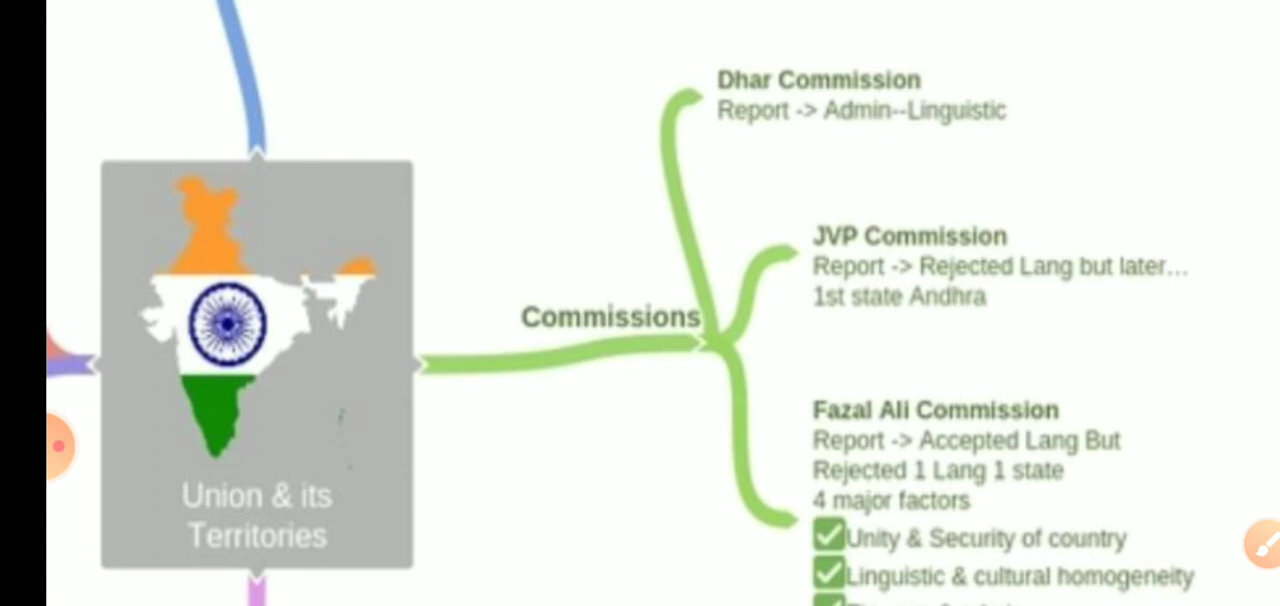 Dhar Commission
Report -> Admin--Linguistic
JVP Commission
Report -> Rejected Lang but later...
1st state Andhra
Commissions
Fazal Ali Commission
Report -> Accepted Lang But
Rejected 1 Lang 1 state
4 major factors
Unity & Security of country
Linguistic & cultural homogeneity
Union & its
Territories